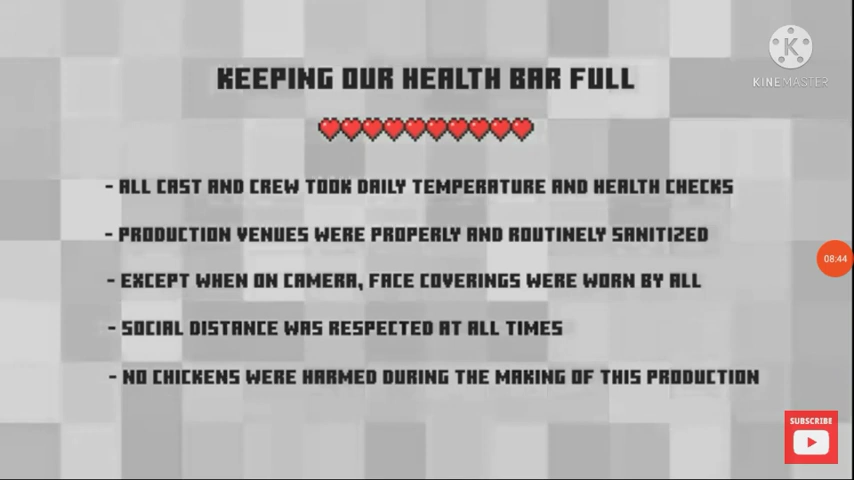 KEEPING OUR HEALTH BAR FULL
K
KINEMASTER
- ALL CAST AND CREW TOOK DAILY TEMPERATURE AND HEALTH CHECKS
- PRODUCTION VENUES WERE PROPERLY AND ROUTINELY SANITIZED
- EXCEPT WHEN ON CAMERA, FACE COVERINGS WERE WORN BY ALL
08:44
- SOCIAL DISTANCE WAS RESPECTED AT ALL TIMES
- NO CHICKENS WERE HARMED DURING THE MAKING OF THIS PRODUCTION
SUBSCRIBE